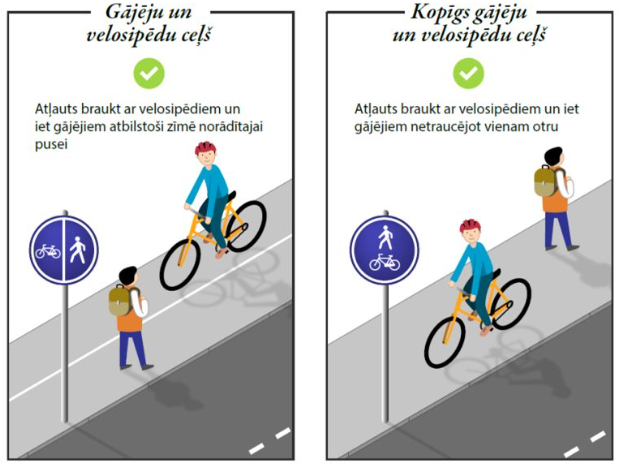 Gājēju un
velosipēdu ceļš
Atļauts braukt ar velosipēdiem un
iet gājējiem atbilstoši zīmē norādītajai
pusei
Kopīgs gājēju
un velosipēdu ceļš
Atļauts braukt ar velosipēdiem un iet
gājējiem netraucējot vienam otru